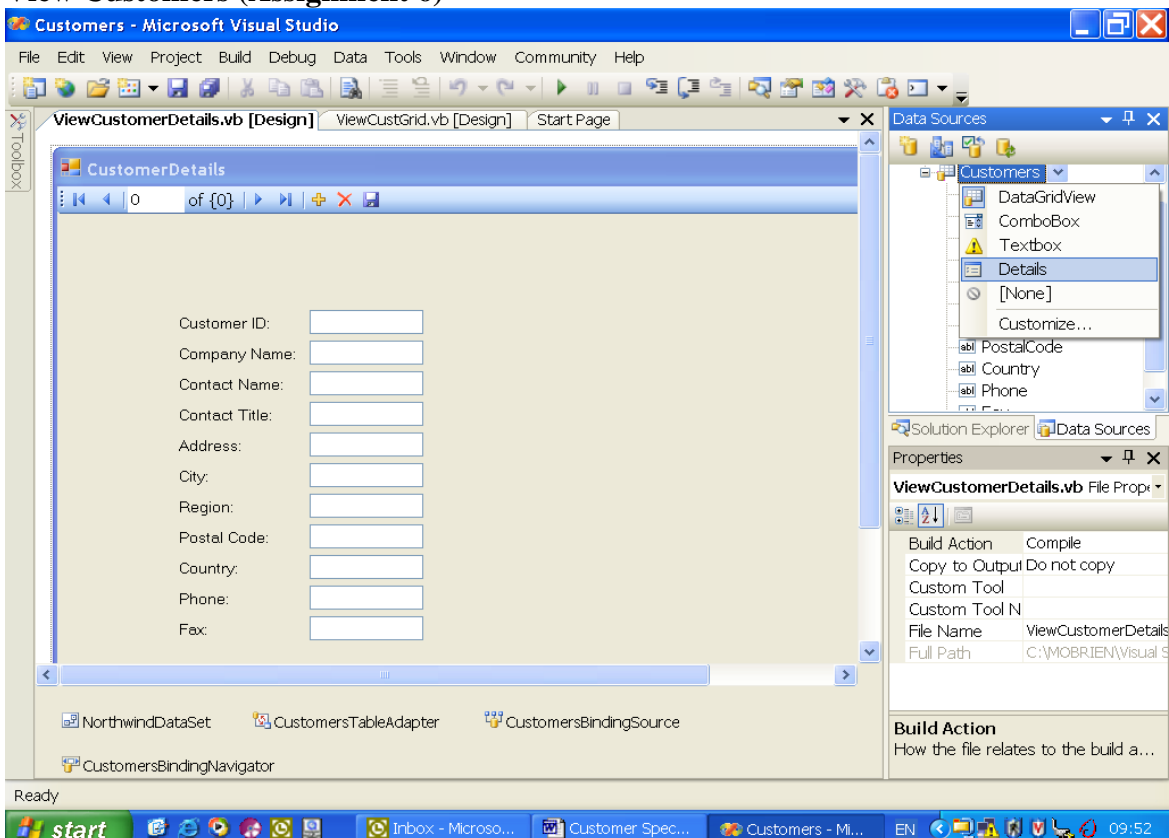 View Customers (Assignment 6)
Customers - Microsoft Visual Studio
File Edit View Project Build Debug Data Tools Window Community Help
Toolbox
ViewCustomerDetails.vb [Design] ViewCustGrid.vb [Design] Start Page
CustomerDetails
0 of {0}
Customer ID:
Company Name:
Contact Name:
Contact Title:
Address:
City:
Region:
Postal Code:
Country:
Phone:
Fax:
NorthwindDataSet CustomersTableAdapter CustomersBindingSource
CustomersBindingNavigator
Data Sources
Customers
DataGridView
ComboBox
Textbox
Details
[None]
Customize...
abl PostalCode
abl Country
abl Phone
Solution Explorer Data Sources
Properties
ViewCustomerDetails.vb File Prope
Build Action Compile
Copy to Output Do not copy
Custom Tool
Custom Tool N
File Name ViewCustomerDetails
Full Path C:\MOBRIEN\Visual S
Build Action
How the file relates to the build a...
Ready
start Inbox - Microso... Customer Spec... Customers - Mi... EN 09:52